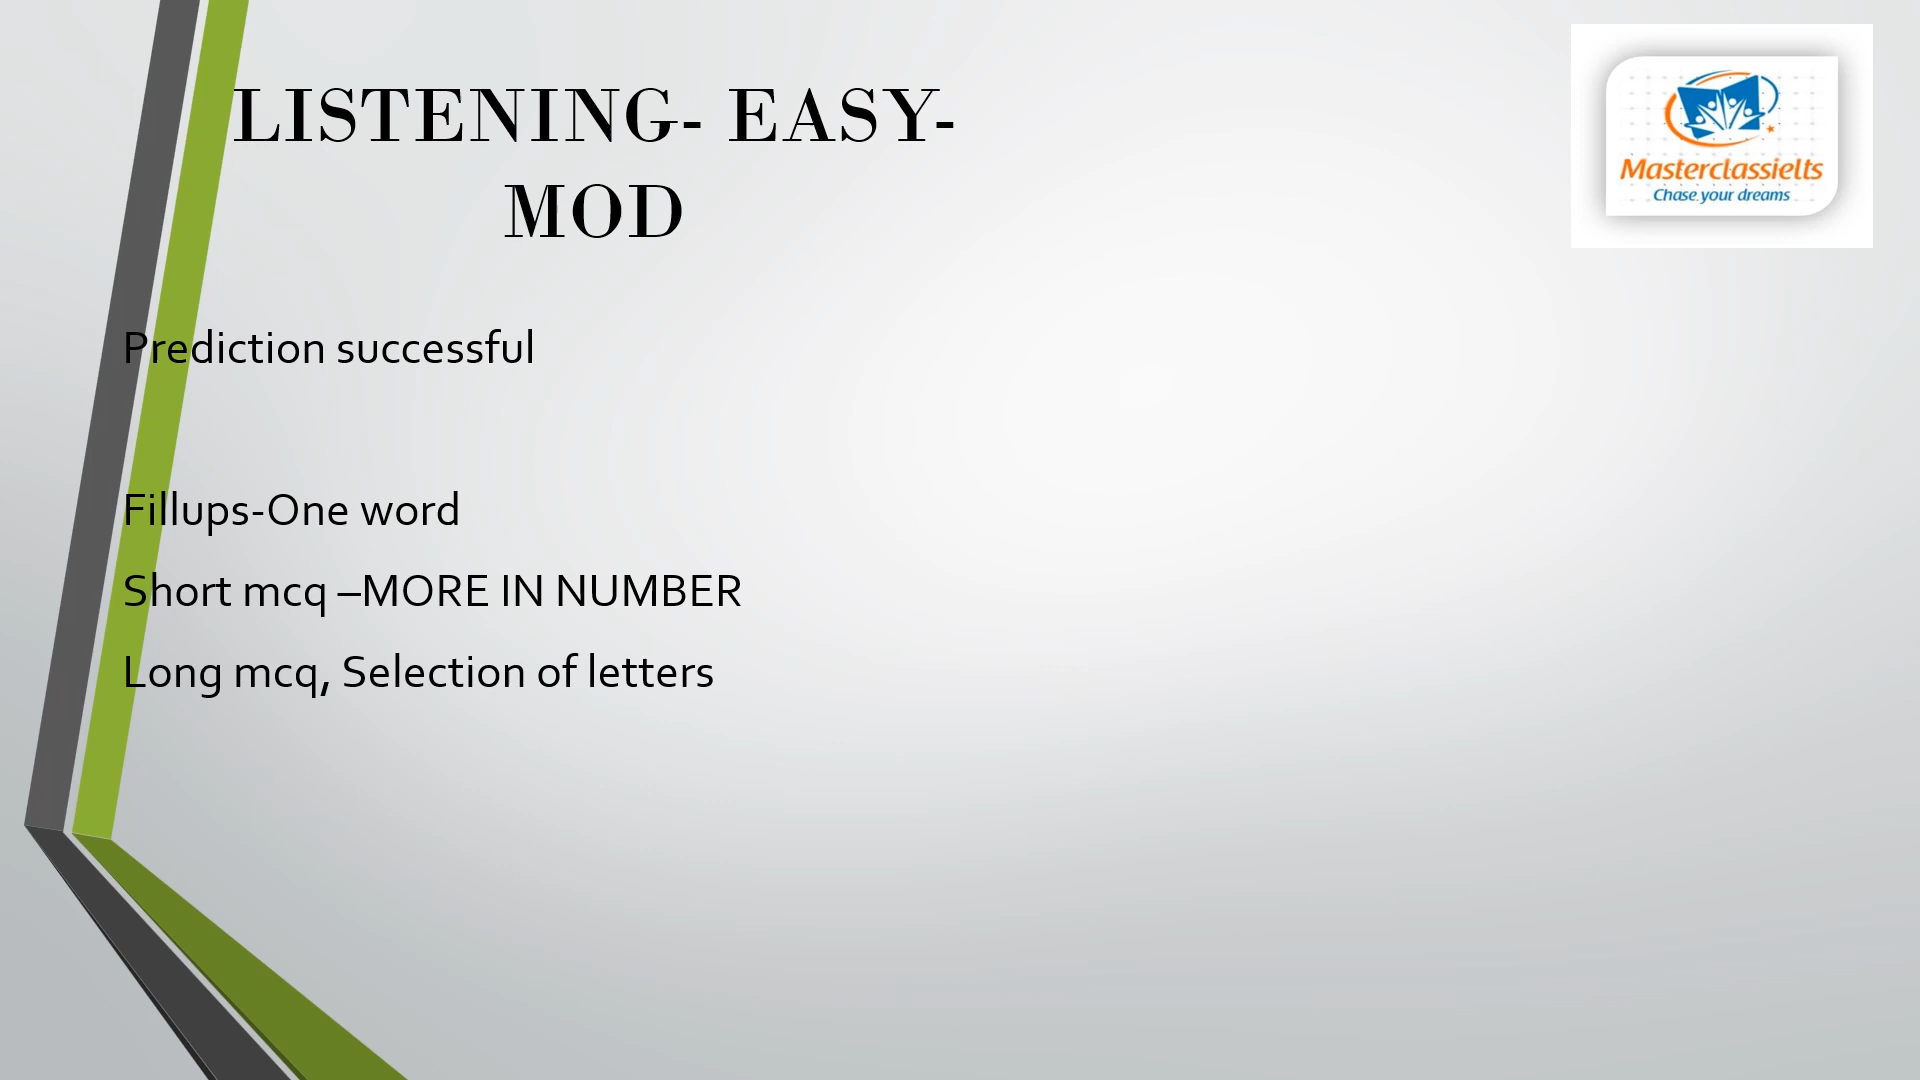 LISTENING- EASY-
MOD
Masterclassielts
Chase your dreams
Prediction successful
Fillups-One word
Short mcq –MORE IN NUMBER
Long mcq, Selection of letters